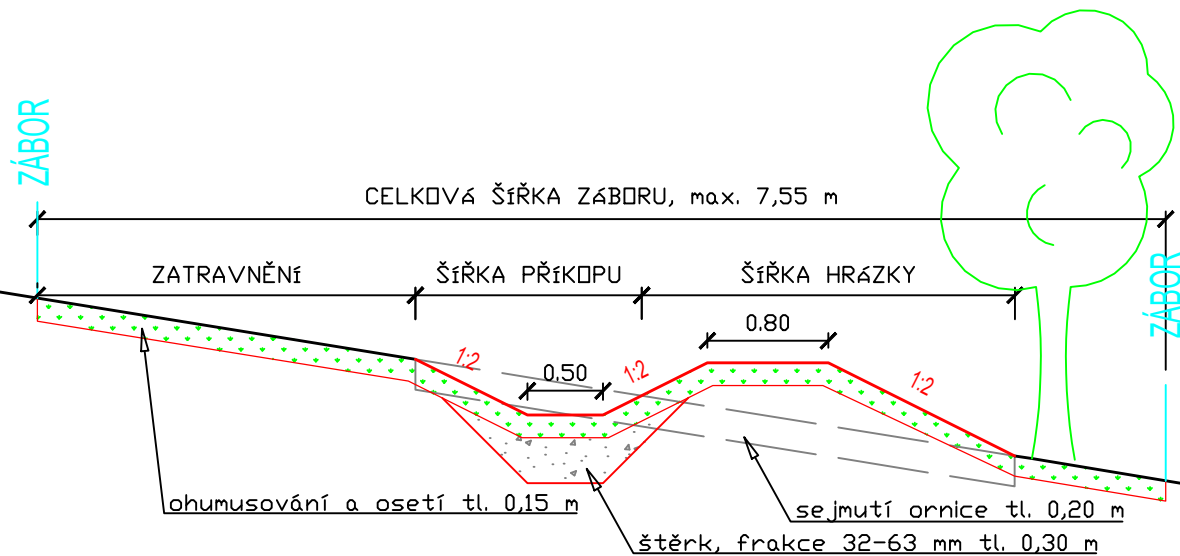 ZÁBOR
CELKOVÁ ŠÍŘKA ZÁBORU, max. 7,55 m
ZATRAVNĚNÍ
ŠÍŘKA PŘÍKOPU
ŠÍŘKA HRÁZKY
ZÁBOR
0.80
1:2
0.50
1:2
1:2
ohumusování a osetí tl. 0,15 m
sejmutí ornice tl. 0,20 m
štěrk, frakce 32-63 mm tl. 0,30 m